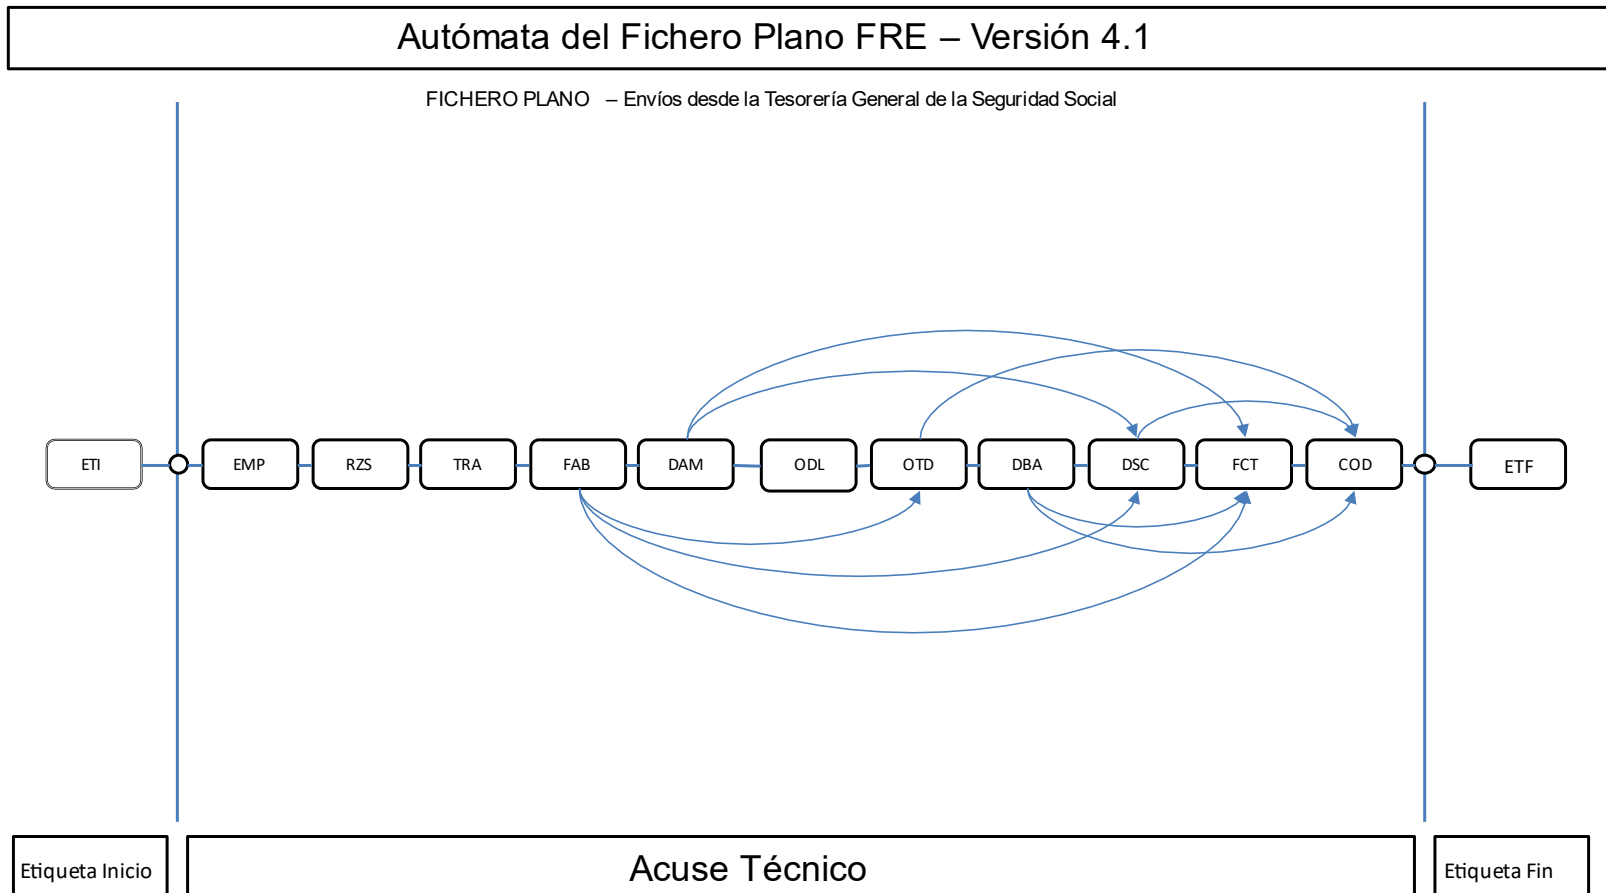 Autómata del Fichero Plano FRE – Versión 4.1
FICHERO PLANO – Envíos desde la Tesorería General de la Seguridad Social
ETI EMP RZS TRA FAB DAM ODL OTD DBA DSC FCT COD ETF
Etiqueta Inicio Acuse Técnico Etiqueta Fin